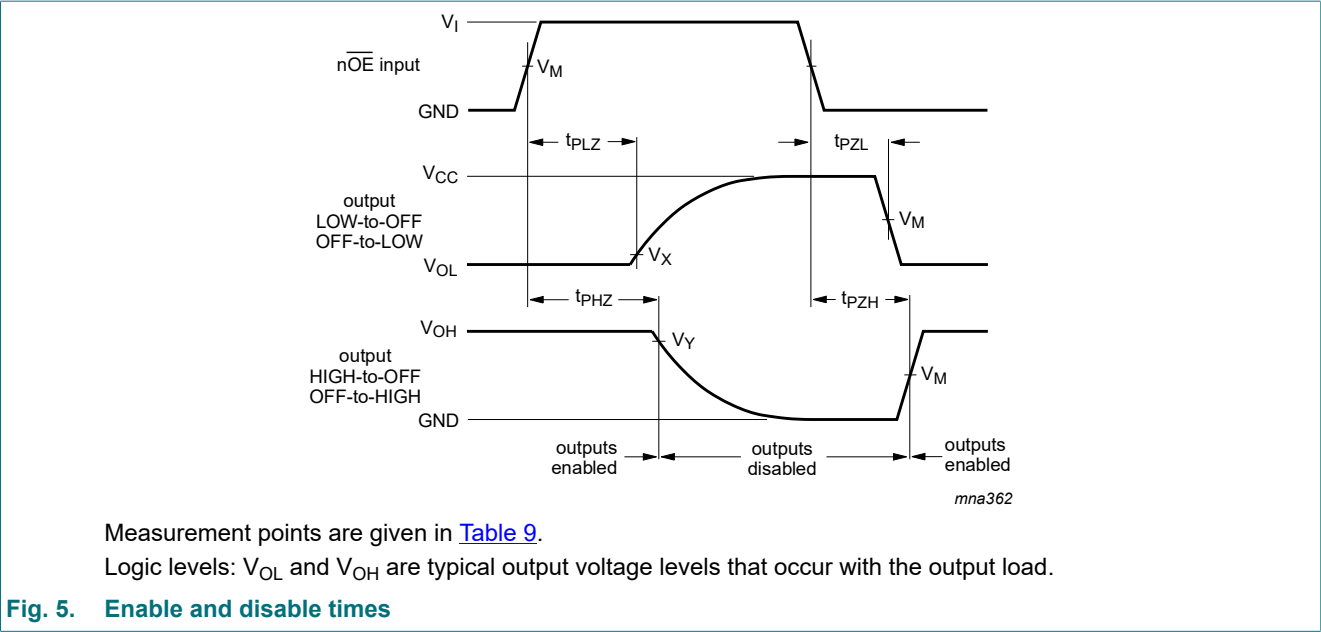 V_I
nOE input
V_M
GND
t_PLZ
t_PZL
V_CC
output
LOW-to-OFF
OFF-to-LOW
V_M
V_X
V_OL
t_PHZ
t_PZH
V_OH
V_Y
output
HIGH-to-OFF
OFF-to-HIGH
V_M
GND
outputs
enabled
outputs
disabled
outputs
enabled
mna362
Measurement points are given in Table 9.
Logic levels: V_OL and V_OH are typical output voltage levels that occur with the output load.
Fig. 5. Enable and disable times